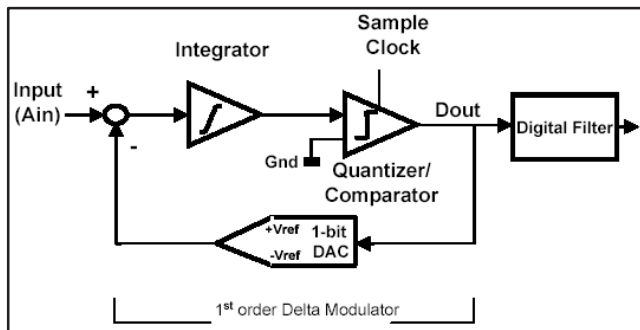 Integrator
Sample
Clock
Input
(Ain)
+
-
Gnd
Dout
Digital Filter
Quantizer/
Comparator
+Vref
-Vref
1-bit
DAC
1st order Delta Modulator